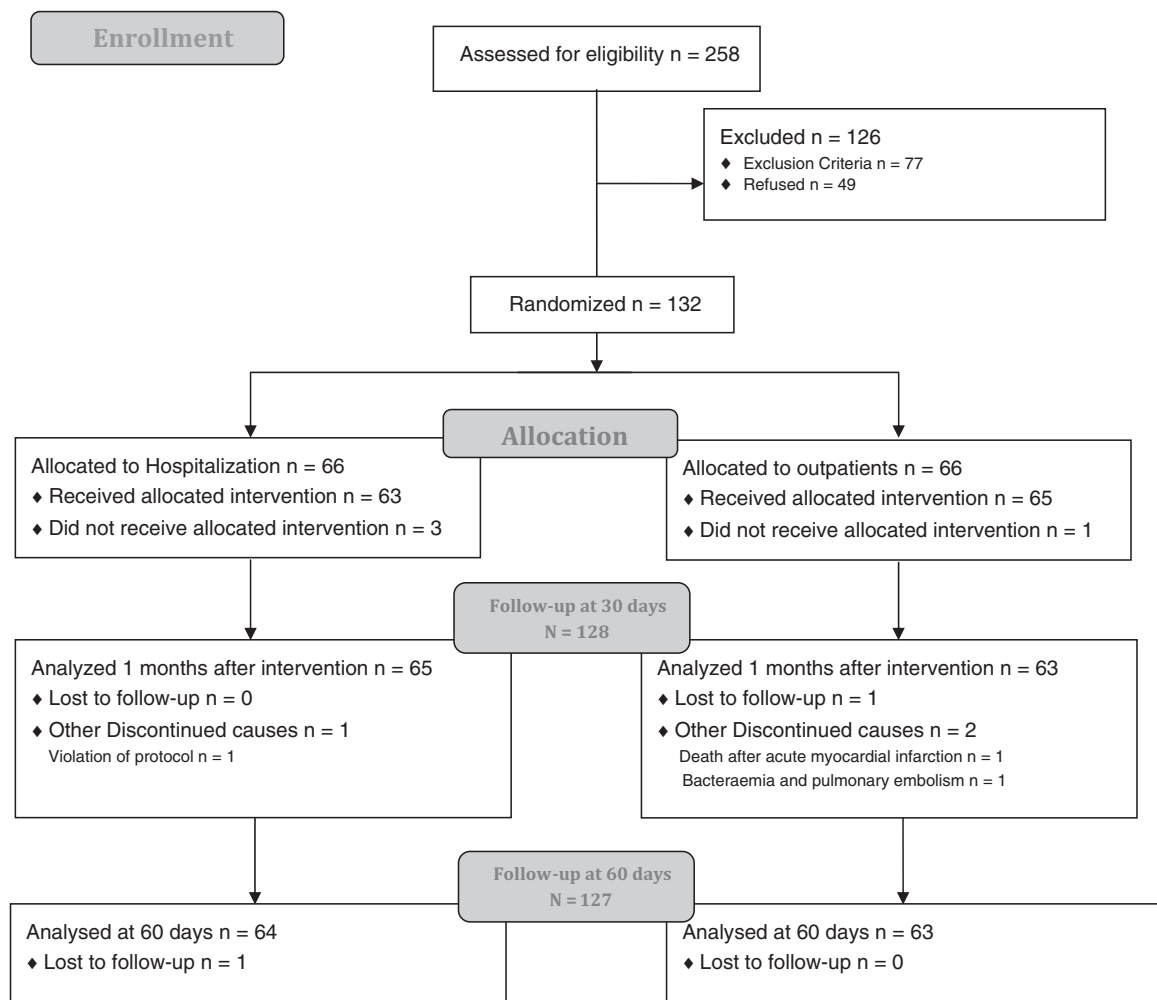 Enrollment
Assessed for eligibility n = 258
Excluded n = 126
♦ Exclusion Criteria n = 77
♦ Refused n = 49
Randomized n = 132
Allocation
Allocated to Hospitalization n = 66
♦ Received allocated intervention n = 63
♦ Did not receive allocated intervention n = 3
Allocated to outpatients n = 66
♦ Received allocated intervention n = 65
♦ Did not receive allocated intervention n = 1
Follow-up at 30 days
N = 128
Analyzed 1 months after intervention n = 65
♦ Lost to follow-up n = 0
♦ Other Discontinued causes n = 1
Violation of protocol n = 1
Analyzed 1 months after intervention n = 63
♦ Lost to follow-up n = 1
♦ Other Discontinued causes n = 2
Death after acute myocardial infarction n = 1
Bacteraemia and pulmonary embolism n = 1
Follow-up at 60 days
N = 127
Analysed at 60 days n = 64
♦ Lost to follow-up n = 1
Analysed at 60 days n = 63
♦ Lost to follow-up n = 0